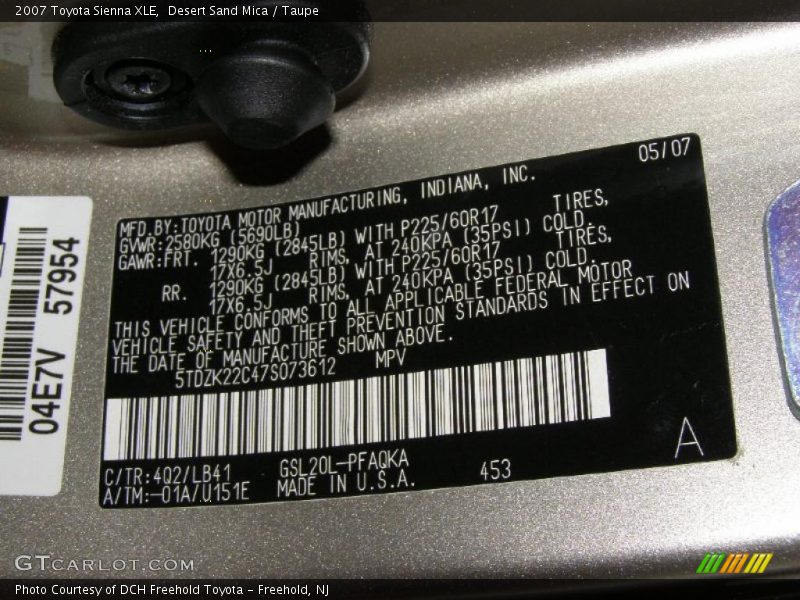 2007 Toyota Sienna XLE,  Desert Sand Mica / Taupe
05/07
MFD.BY:TOYOTA MOTOR MANUFACTURING, INDIANA, INC.
GVWR:2580KG (5690LB)
GAWR:FRT. 1290KG (2845LB) WITH P225/60R17 TIRES,
17X6.5J RIMS, AT 240KPA (35PSI) COLD.
RR. 1290KG (2845LB) WITH P225/60R17 TIRES,
17X6.5J RIMS, AT 240KPA (35PSI) COLD.
THIS VEHICLE CONFORMS TO ALL APPLICABLE FEDERAL MOTOR
VEHICLE SAFETY AND THEFT PREVENTION STANDARDS IN EFFECT ON
THE DATE OF MANUFACTURE SHOWN ABOVE.
5TDZK22C47S073612 MPV
C/TR:4Q2/LB41 GSL20L-PFAQKA
A/TM:-01A/U151E MADE IN U.S.A. 453
A
04E7V 57954
GTCARLOT.COM
Photo Courtesy of DCH Freehold Toyota - Freehold, NJ